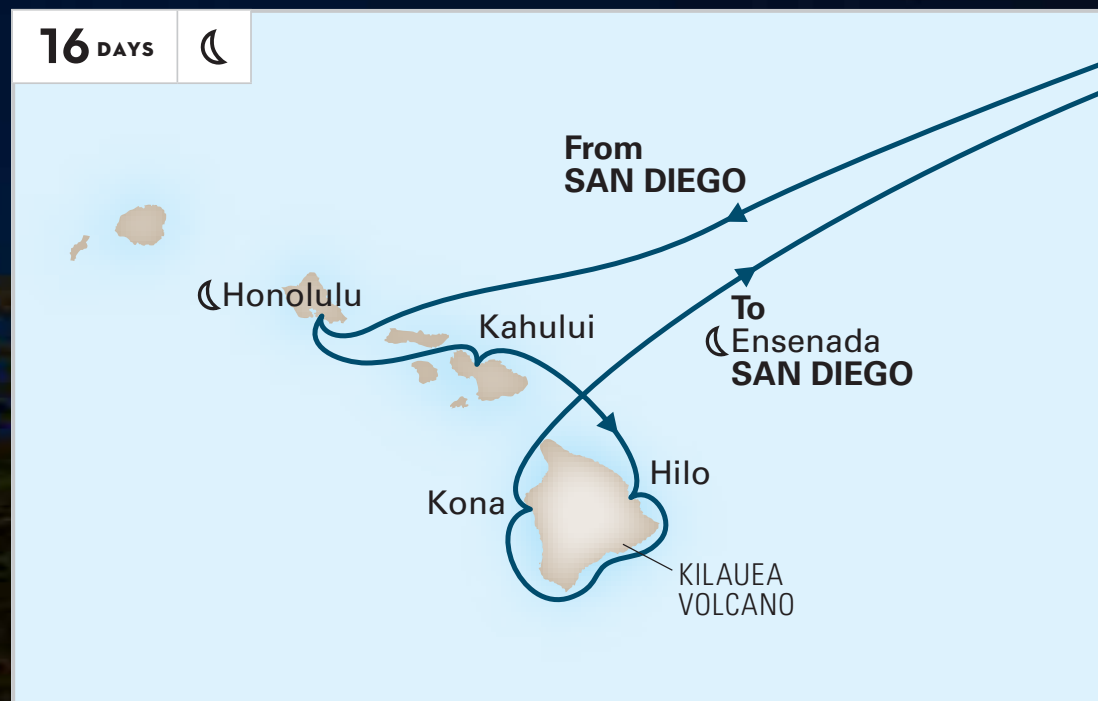 16 DAYS
From
SAN DIEGO
Honolulu
Kahului
To
Ensenada
SAN DIEGO
Hilo
Kona
KILAUEA
VOLCANO